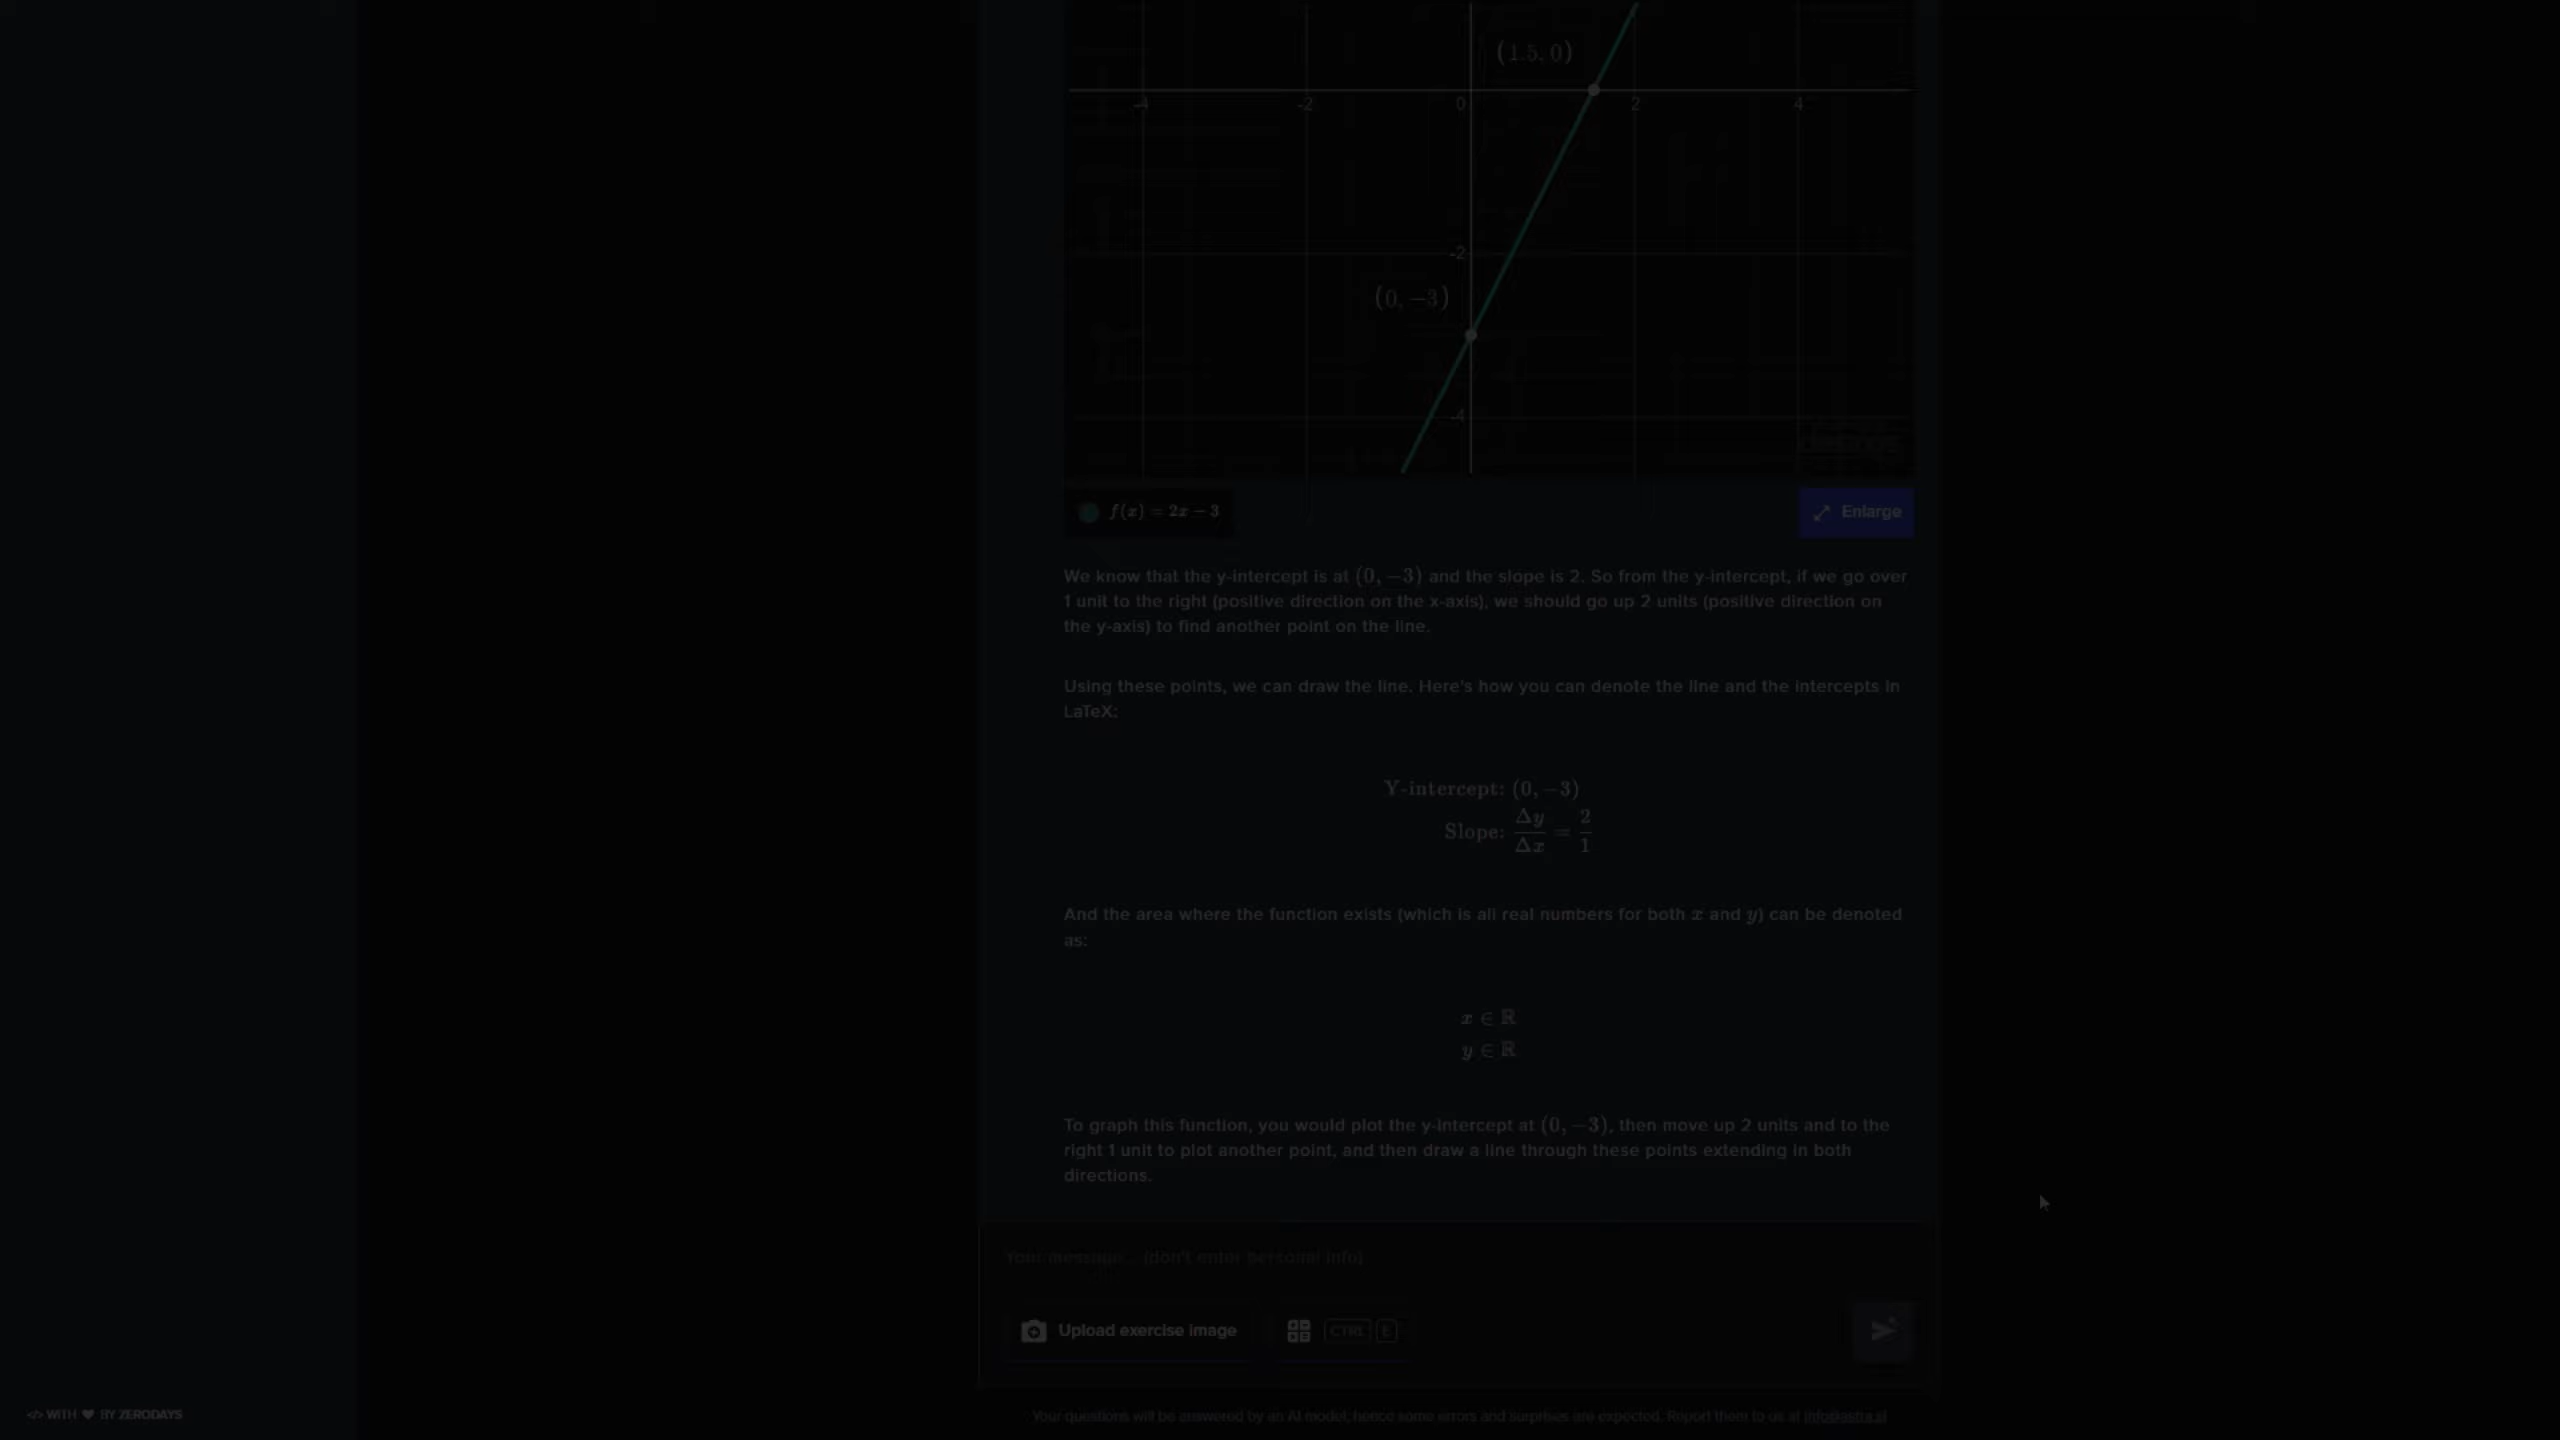 (1.5, 0)
-4 -2 0 2 4
-2
(0, −3)
-4
f(x) = 2x − 3
Enlarge
We know that the y-intercept is at (0, −3) and the slope is 2. So from the y-intercept, if we go over
1 unit to the right (positive direction on the x-axis), we should go up 2 units (positive direction on
the y-axis) to find another point on the line.
Using these points, we can draw the line. Here's how you can denote the line and the intercepts in
LaTeX:
Y-intercept: (0, −3)
Slope: Δy/Δx = 2/1
And the area where the function exists (which is all real numbers for both x and y) can be denoted
as:
x ∈ ℝ
y ∈ ℝ
To graph this function, you would plot the y-intercept at (0, −3), then move up 2 units and to the
right 1 unit to plot another point, and then draw a line through these points extending in both
directions.
Your message... (don't enter personal info)
Upload exercise image
CTRL E
</> WITH ♥ BY ZERODAYS
Your questions will be answered by an AI model, hence some errors and surprises are expected. Report them to us at info@astra.si